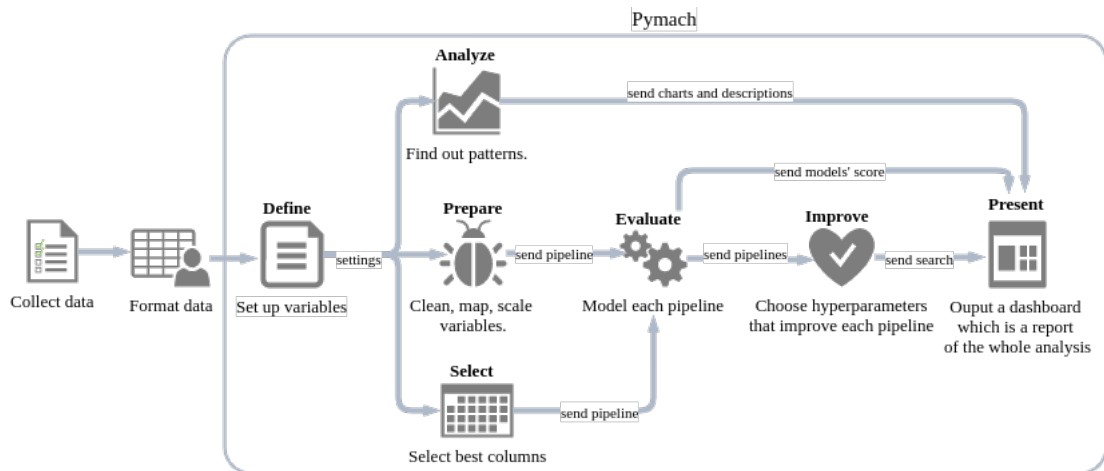 Pymach
Analyze
send charts and descriptions
Find out patterns.
send models' score
Define
Prepare
Evaluate
Improve
Present
settings
send pipeline
send pipelines
send search
Collect data
Format data
Set up variables
Clean, map, scale
variables.
Model each pipeline
Choose hyperparameters
that improve each pipeline
Ouput a dashboard
which is a report
of the whole analysis
Select
send pipeline
Select best columns